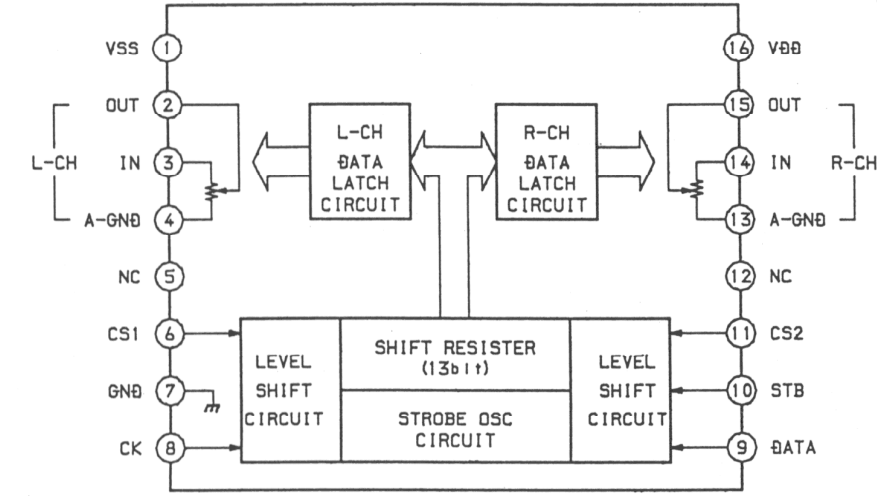 VSS 1
16 VDD
OUT 2
15 OUT
L-CH
DATA
LATCH
CIRCUIT
R-CH
DATA
LATCH
CIRCUIT
L-CH
IN 3
14 IN
R-CH
A-GND 4
13 A-GND
NC 5
12 NC
CS1 6
11 CS2
LEVEL
SHIFT
CIRCUIT
SHIFT RESISTER
(13bit)
LEVEL
SHIFT
CIRCUIT
GND 7
10 STB
STROBE OSC
CIRCUIT
CK 8
9 DATA